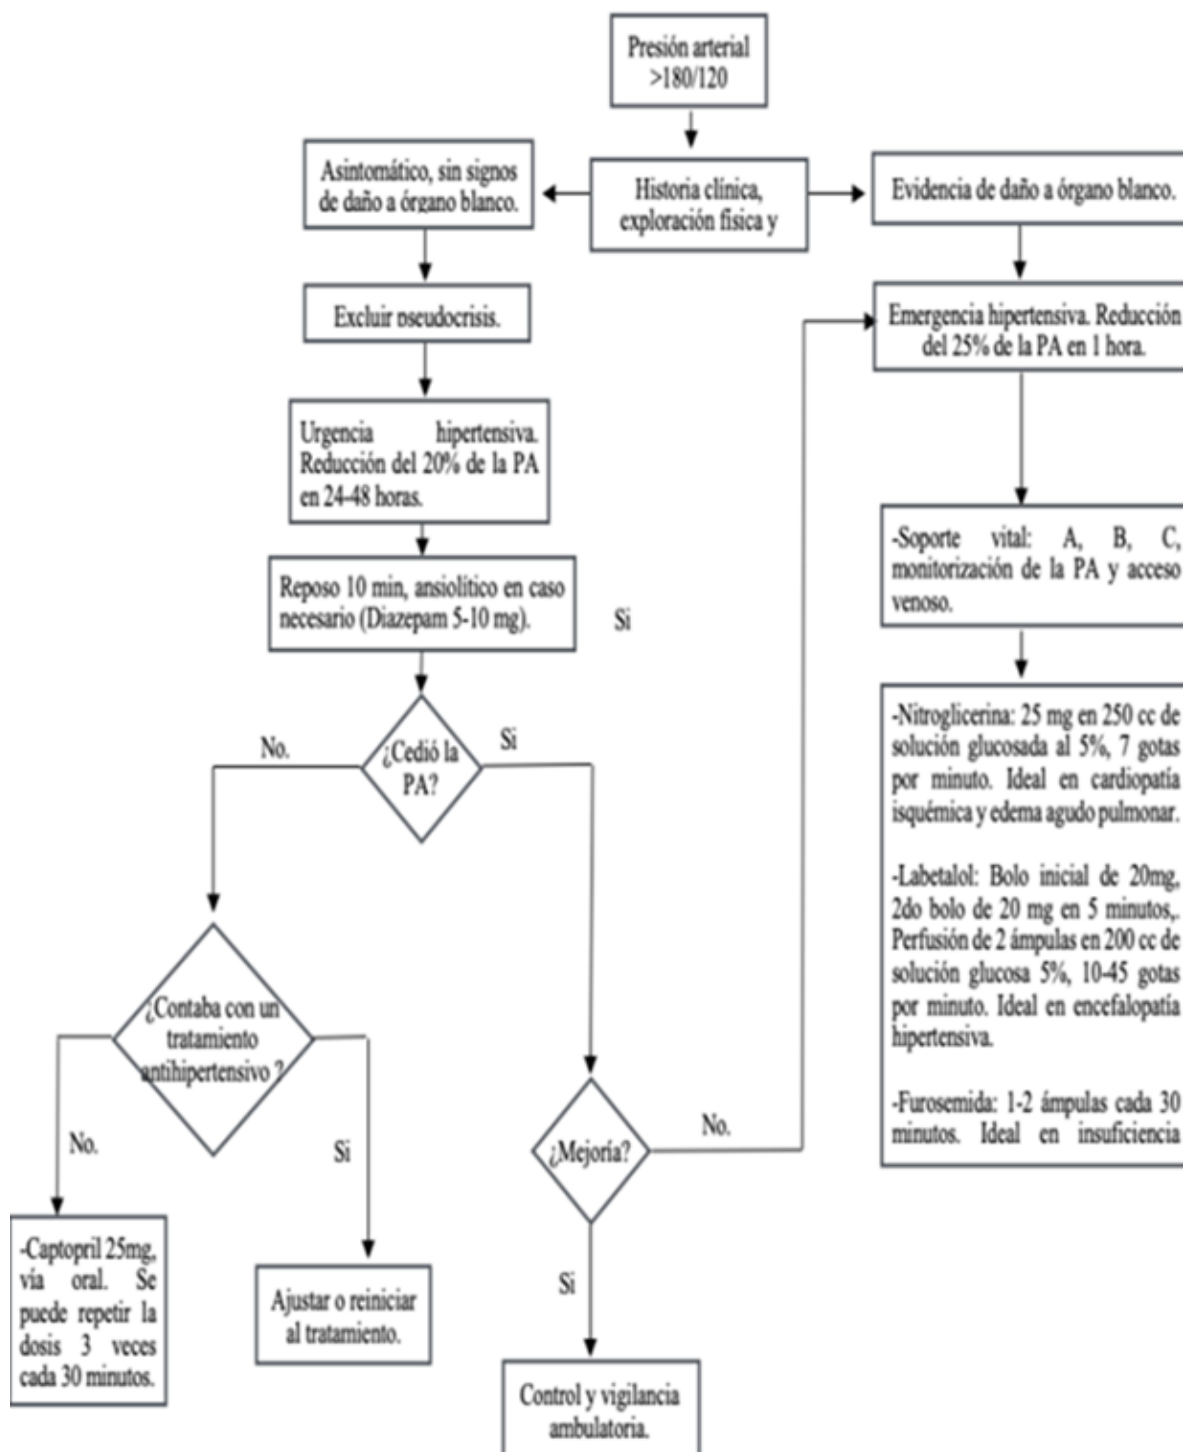 Presión arterial
>180/120
Asintomático, sin signos
de daño a órgano blanco.
Historia clínica,
exploración física y
Evidencia de daño a órgano blanco.
Excluir pseudocrisis.
Emergencia hipertensiva. Reducción
del 25% de la PA en 1 hora.
Urgencia hipertensiva.
Reducción del 20% de la PA
en 24-48 horas.
-Soporte vital: A, B, C,
monitorización de la PA y acceso
venoso.
Reposo 10 min, ansiolítico en caso
necesario (Diazepam 5-10 mg).
Si
-Nitroglicerina: 25 mg en 250 cc de
solución glucosada al 5%, 7 gotas
por minuto. Ideal en cardiopatía
isquémica y edema agudo pulmonar.
-Labetalol: Bolo inicial de 20mg,
2do bolo de 20 mg en 5 minutos,.
Perfusión de 2 ámpulas en 200 cc de
solución glucosa 5%, 10-45 gotas
por minuto. Ideal en encefalopatía
hipertensiva.
-Furosemida: 1-2 ámpulas cada 30
minutos. Ideal en insuficiencia
¿Cedió la
PA?
No.
Si
¿Contaba con un
tratamiento
antihipertensivo ?
No.
Si
¿Mejoría?
No.
Si
-Captopril 25mg,
vía oral. Se
puede repetir la
dosis 3 veces
cada 30 minutos.
Ajustar o reiniciar
al tratamiento.
Control y vigilancia
ambulatoria.